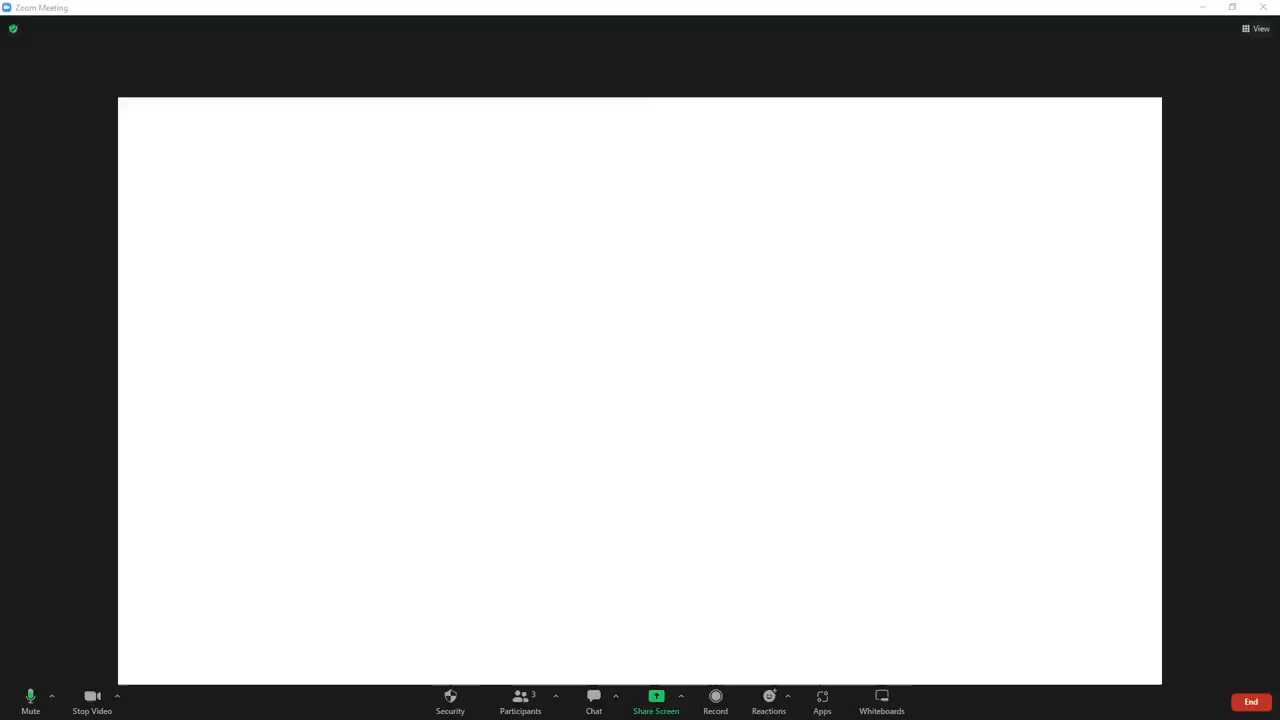 Zoom Meeting
View
3
Mute
Stop Video
Security
Participants
Chat
Share Screen
Record
Reactions
Apps
Whiteboards
End